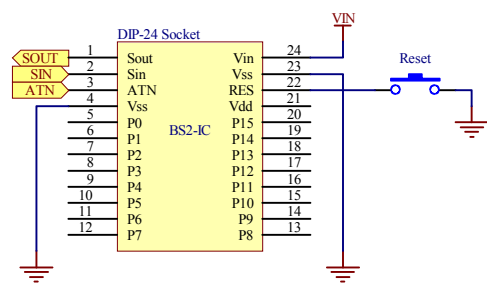 VIN
DIP-24 Socket
SOUT 1 Sout Vin 24
SIN 2 Sin Vss 23
ATN 3 ATN RES 22
4 Vss Vdd 21
5 P0 P15 20
6 P1 P14 19
7 P2 P13 18
8 P3 P12 17
9 P4 P11 16
10 P5 P10 15
11 P6 P9 14
12 P7 P8 13
BS2-IC
Reset